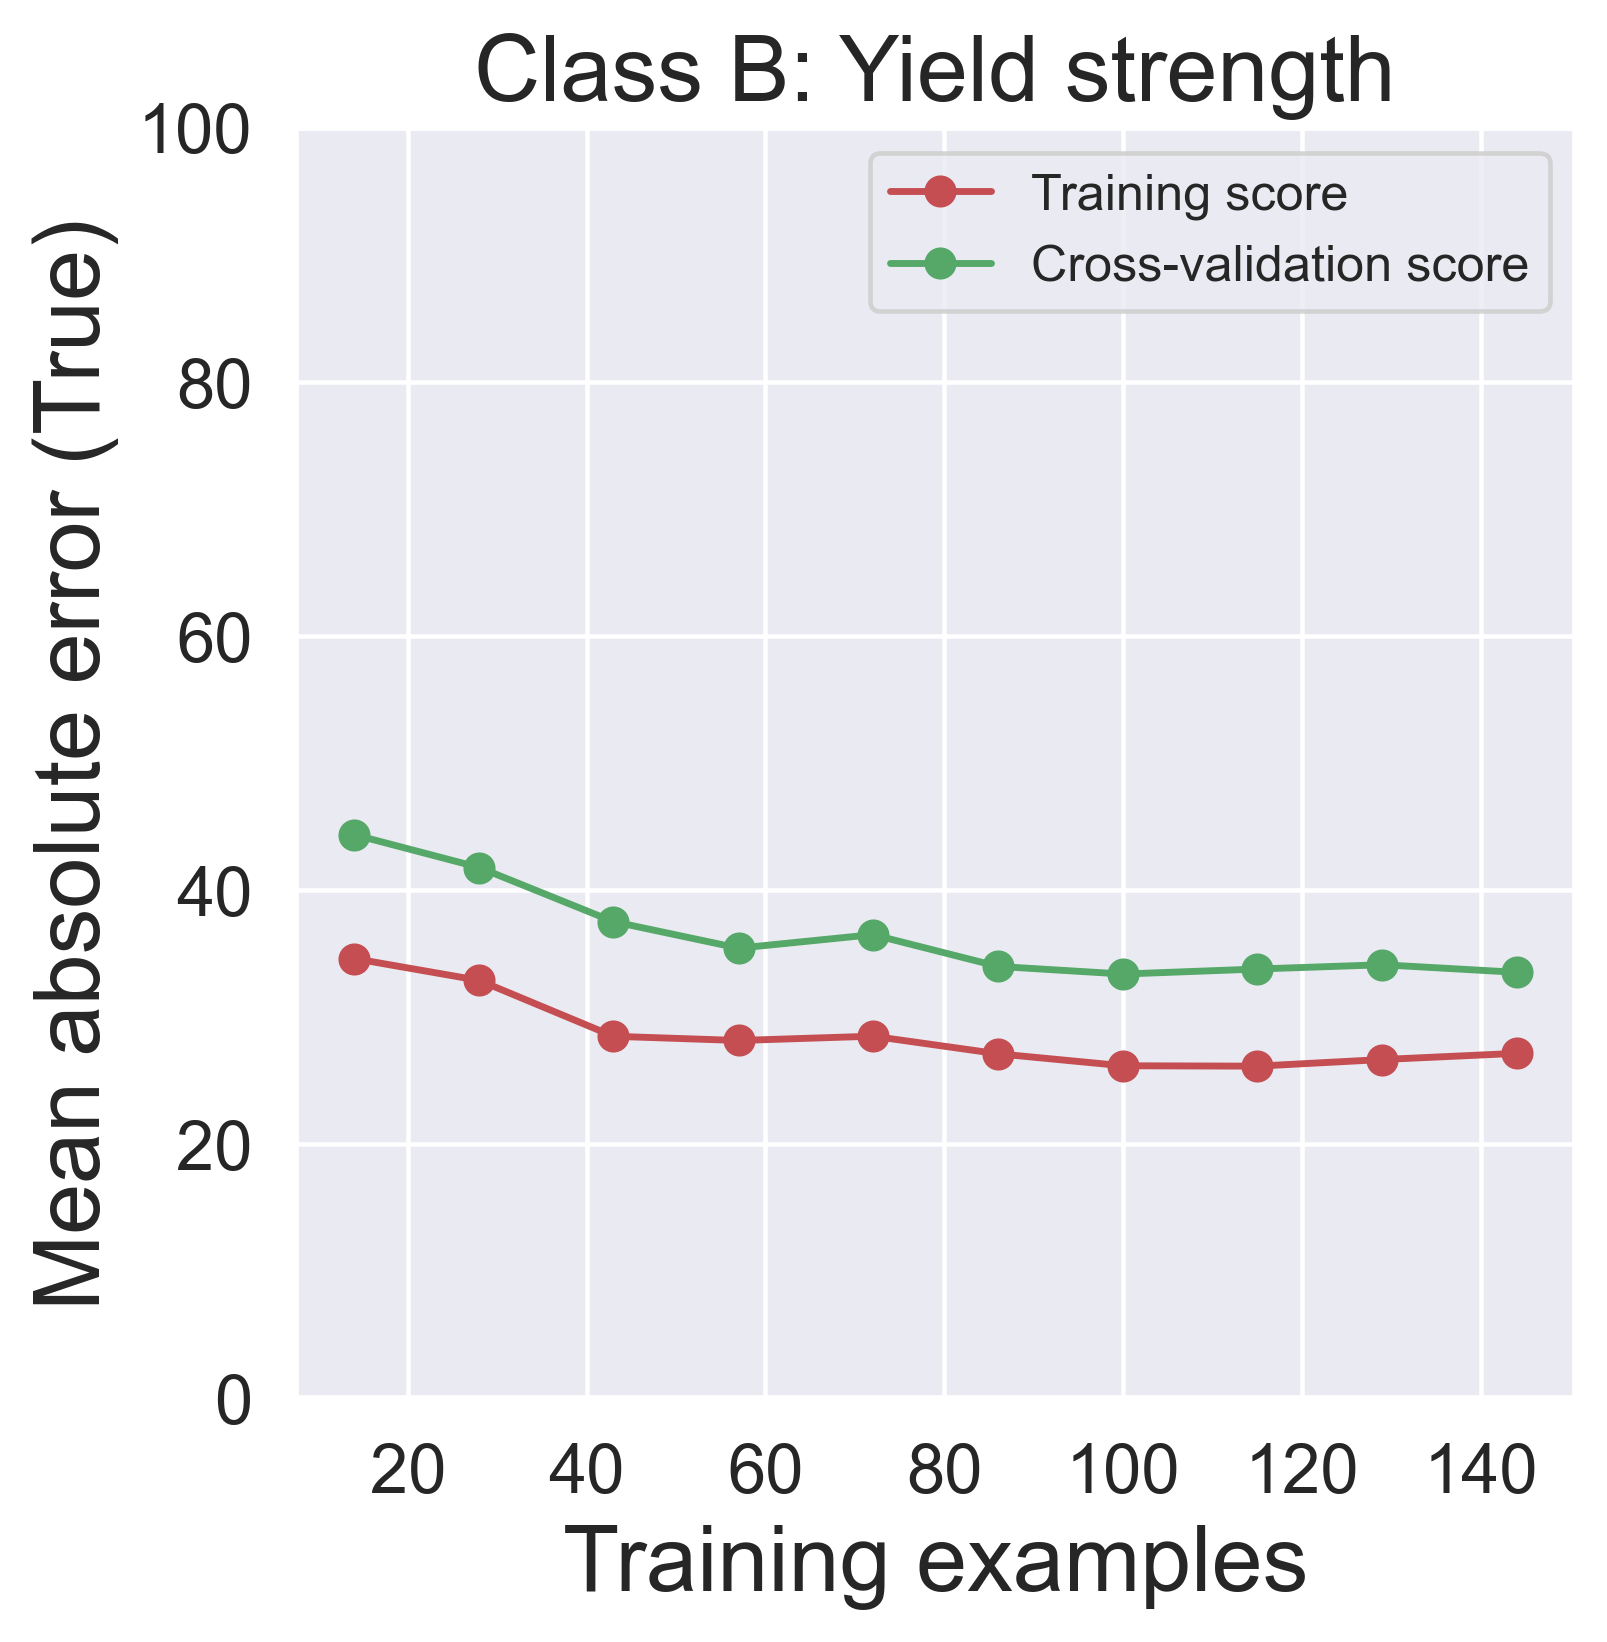 Class B: Yield strength
Training score
Cross-validation score
Mean absolute error (True)
100
80
60
40
20
0
20 40 60 80 100 120 140
Training examples